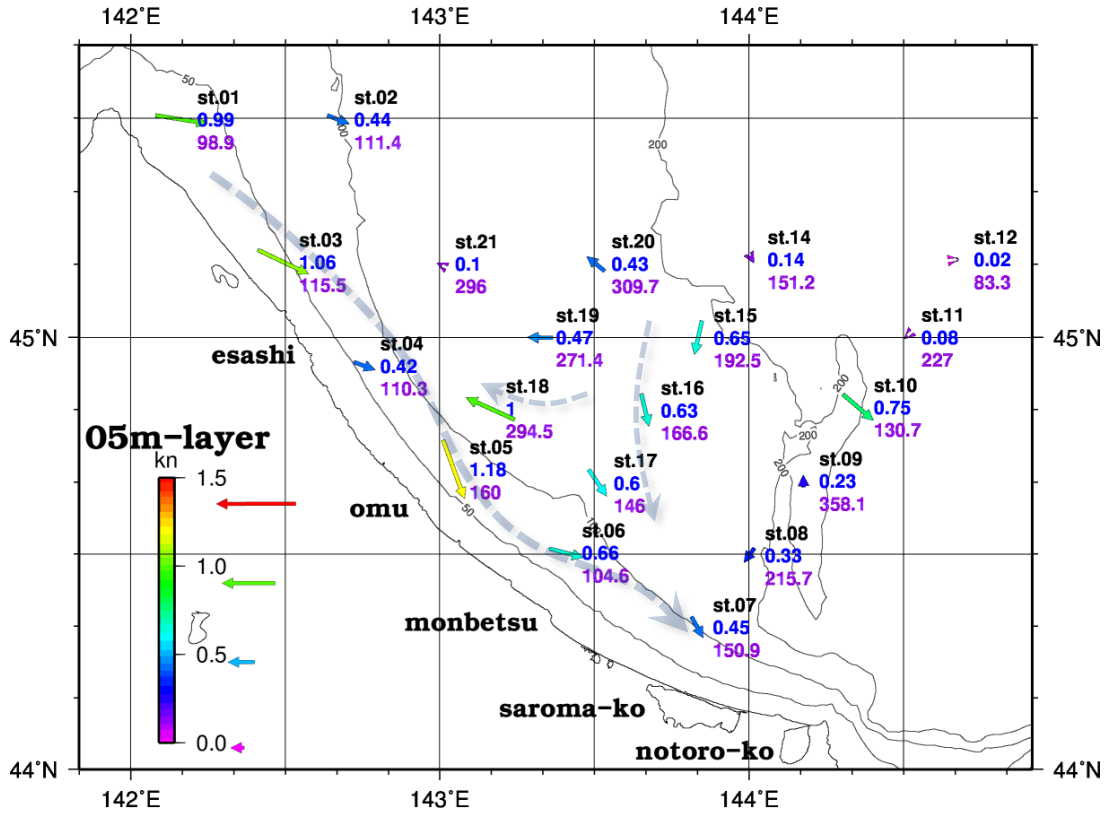 142°E
143°E
144°E
50
st.01
0.99
98.9
st.02
0.44
111.4
200
st.03
1.06
115.5
st.21
0.1
296
st.20
0.43
309.7
st.14
0.14
151.2
st.12
0.02
83.3
45°N
45°N
esashi
st.04
0.42
110.3
st.19
0.47
271.4
st.15
0.65
192.5
st.11
0.08
227
st.18
1
294.5
st.16
0.63
166.6
200
st.10
0.75
130.7
05m-layer
kn
1.5
1.0
0.5
0.0
st.05
1.18
160
st.17
0.6
146
200
200
st.09
0.23
358.1
omu
50
st.06
0.66
104.6
st.08
0.33
215.7
monbetsu
st.07
0.45
150.9
saroma-ko
notoro-ko
44°N
44°N
142°E
143°E
144°E